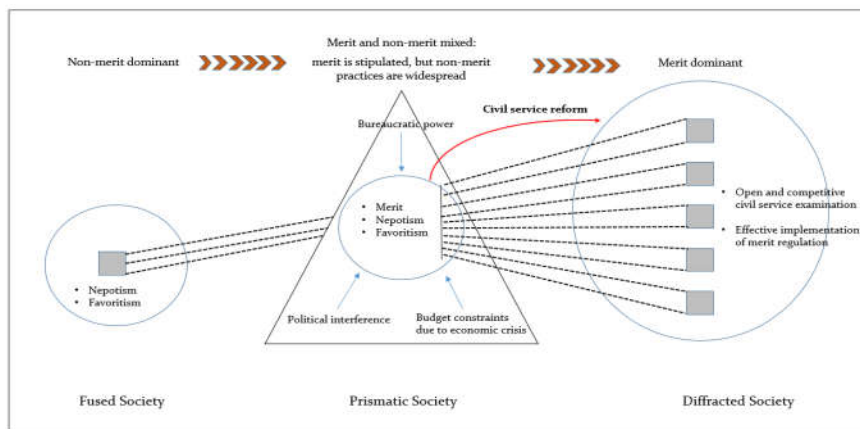 Non-merit dominant
Merit and non-merit mixed:
merit is stipulated, but non-merit
practices are widespread
Merit dominant
Civil service reform
Bureaucratic power
• Merit
• Nepotism
• Favoritism
• Open and competitive
civil service examination
• Effective implementation
of merit regulation
• Nepotism
• Favoritism
Political interference
Budget constraints
due to economic crisis
Fused Society
Prismatic Society
Diffracted Society